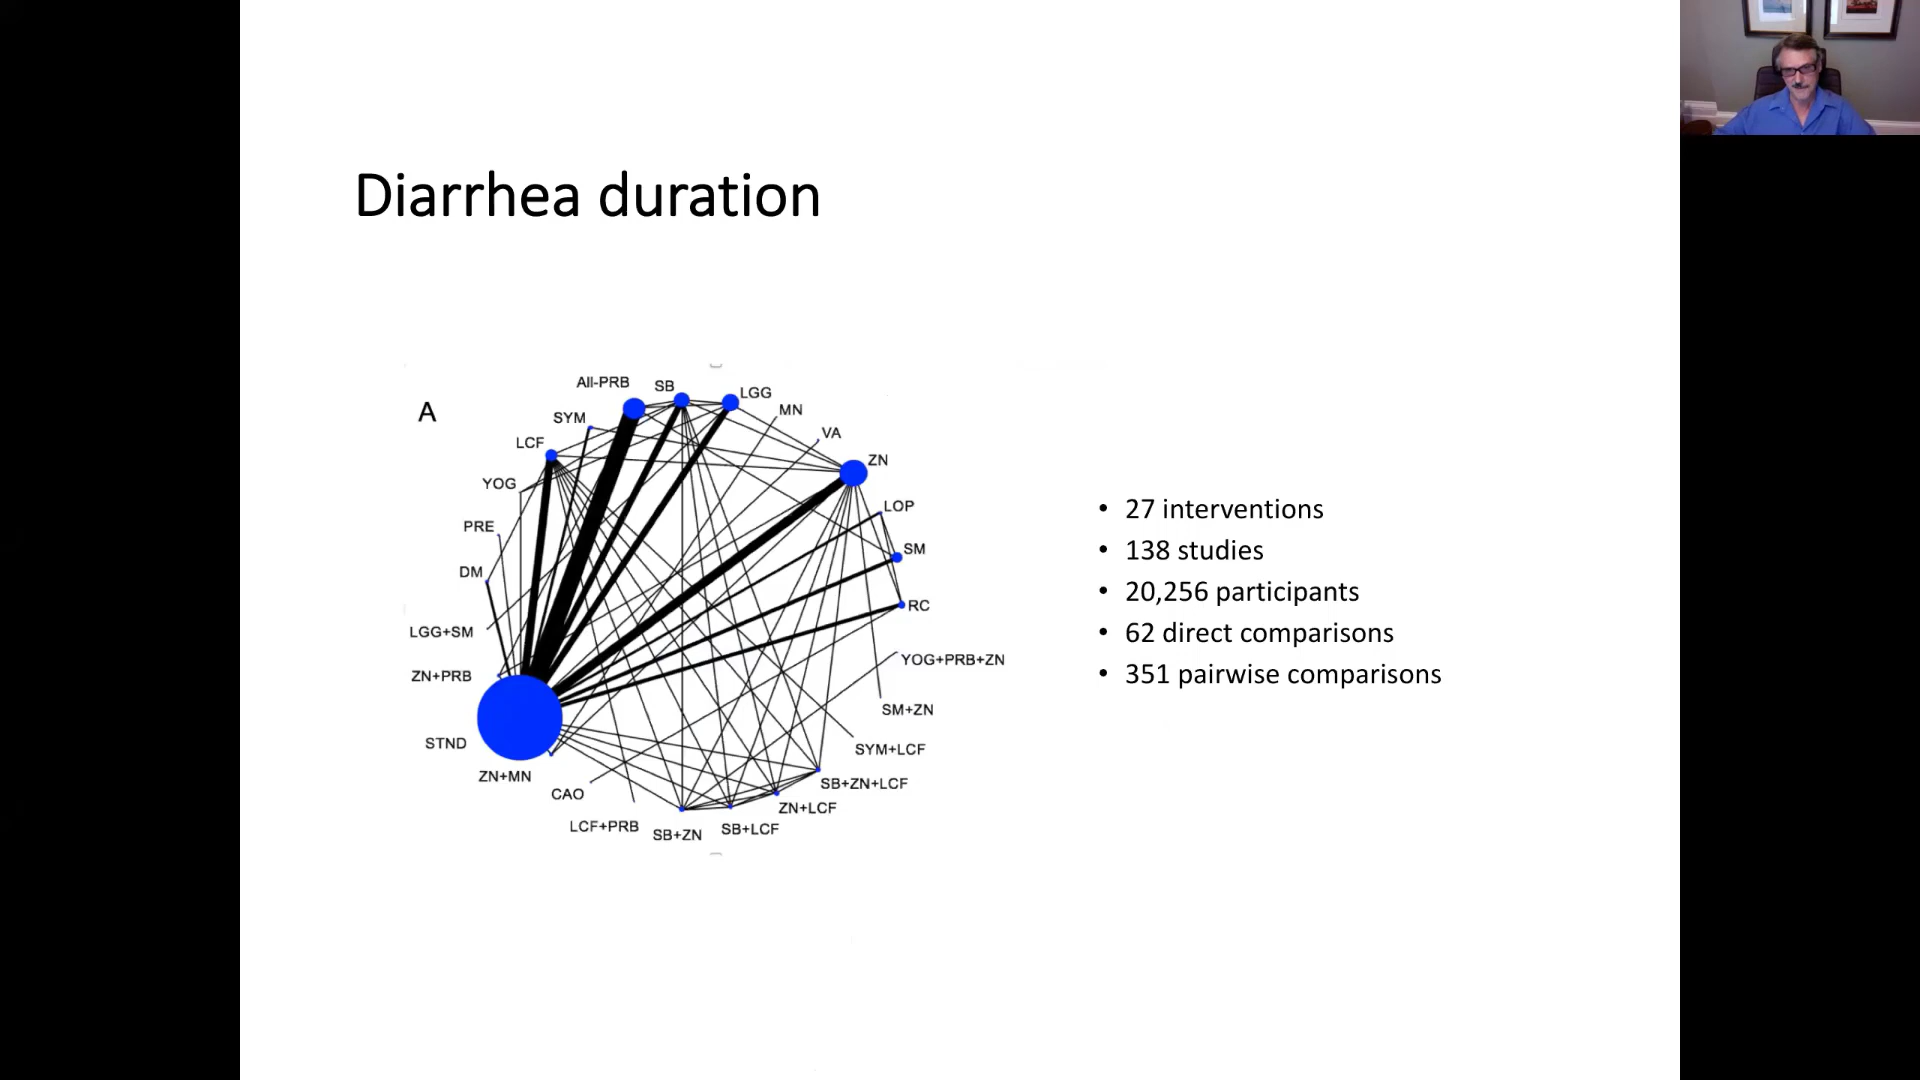 Diarrhea duration
A
All-PRB
SB
LGG
MN
VA
ZN
LOP
SM
RC
YOG+PRB+ZN
SM+ZN
SYM+LCF
SB+ZN+LCF
ZN+LCF
SB+LCF
SB+ZN
LCF+PRB
CAO
ZN+MN
STND
ZN+PRB
LGG+SM
DM
PRE
YOG
LCF
SYM
• 27 interventions
• 138 studies
• 20,256 participants
• 62 direct comparisons
• 351 pairwise comparisons